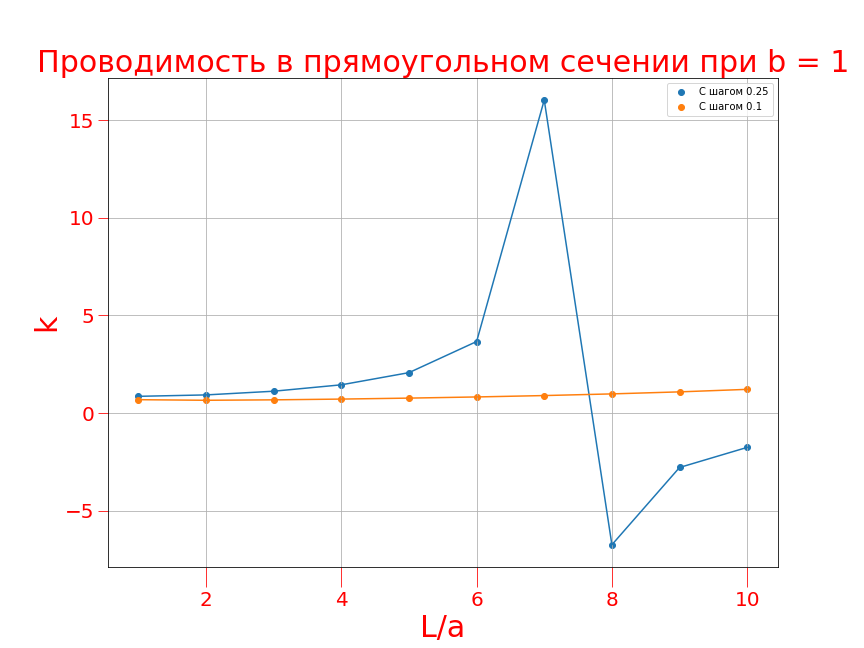 Проводимость в прямоугольном сечении при b = 1
С шагом 0.25
С шагом 0.1
15
10
5
0
−5
k
2 4 6 8 10
L/a